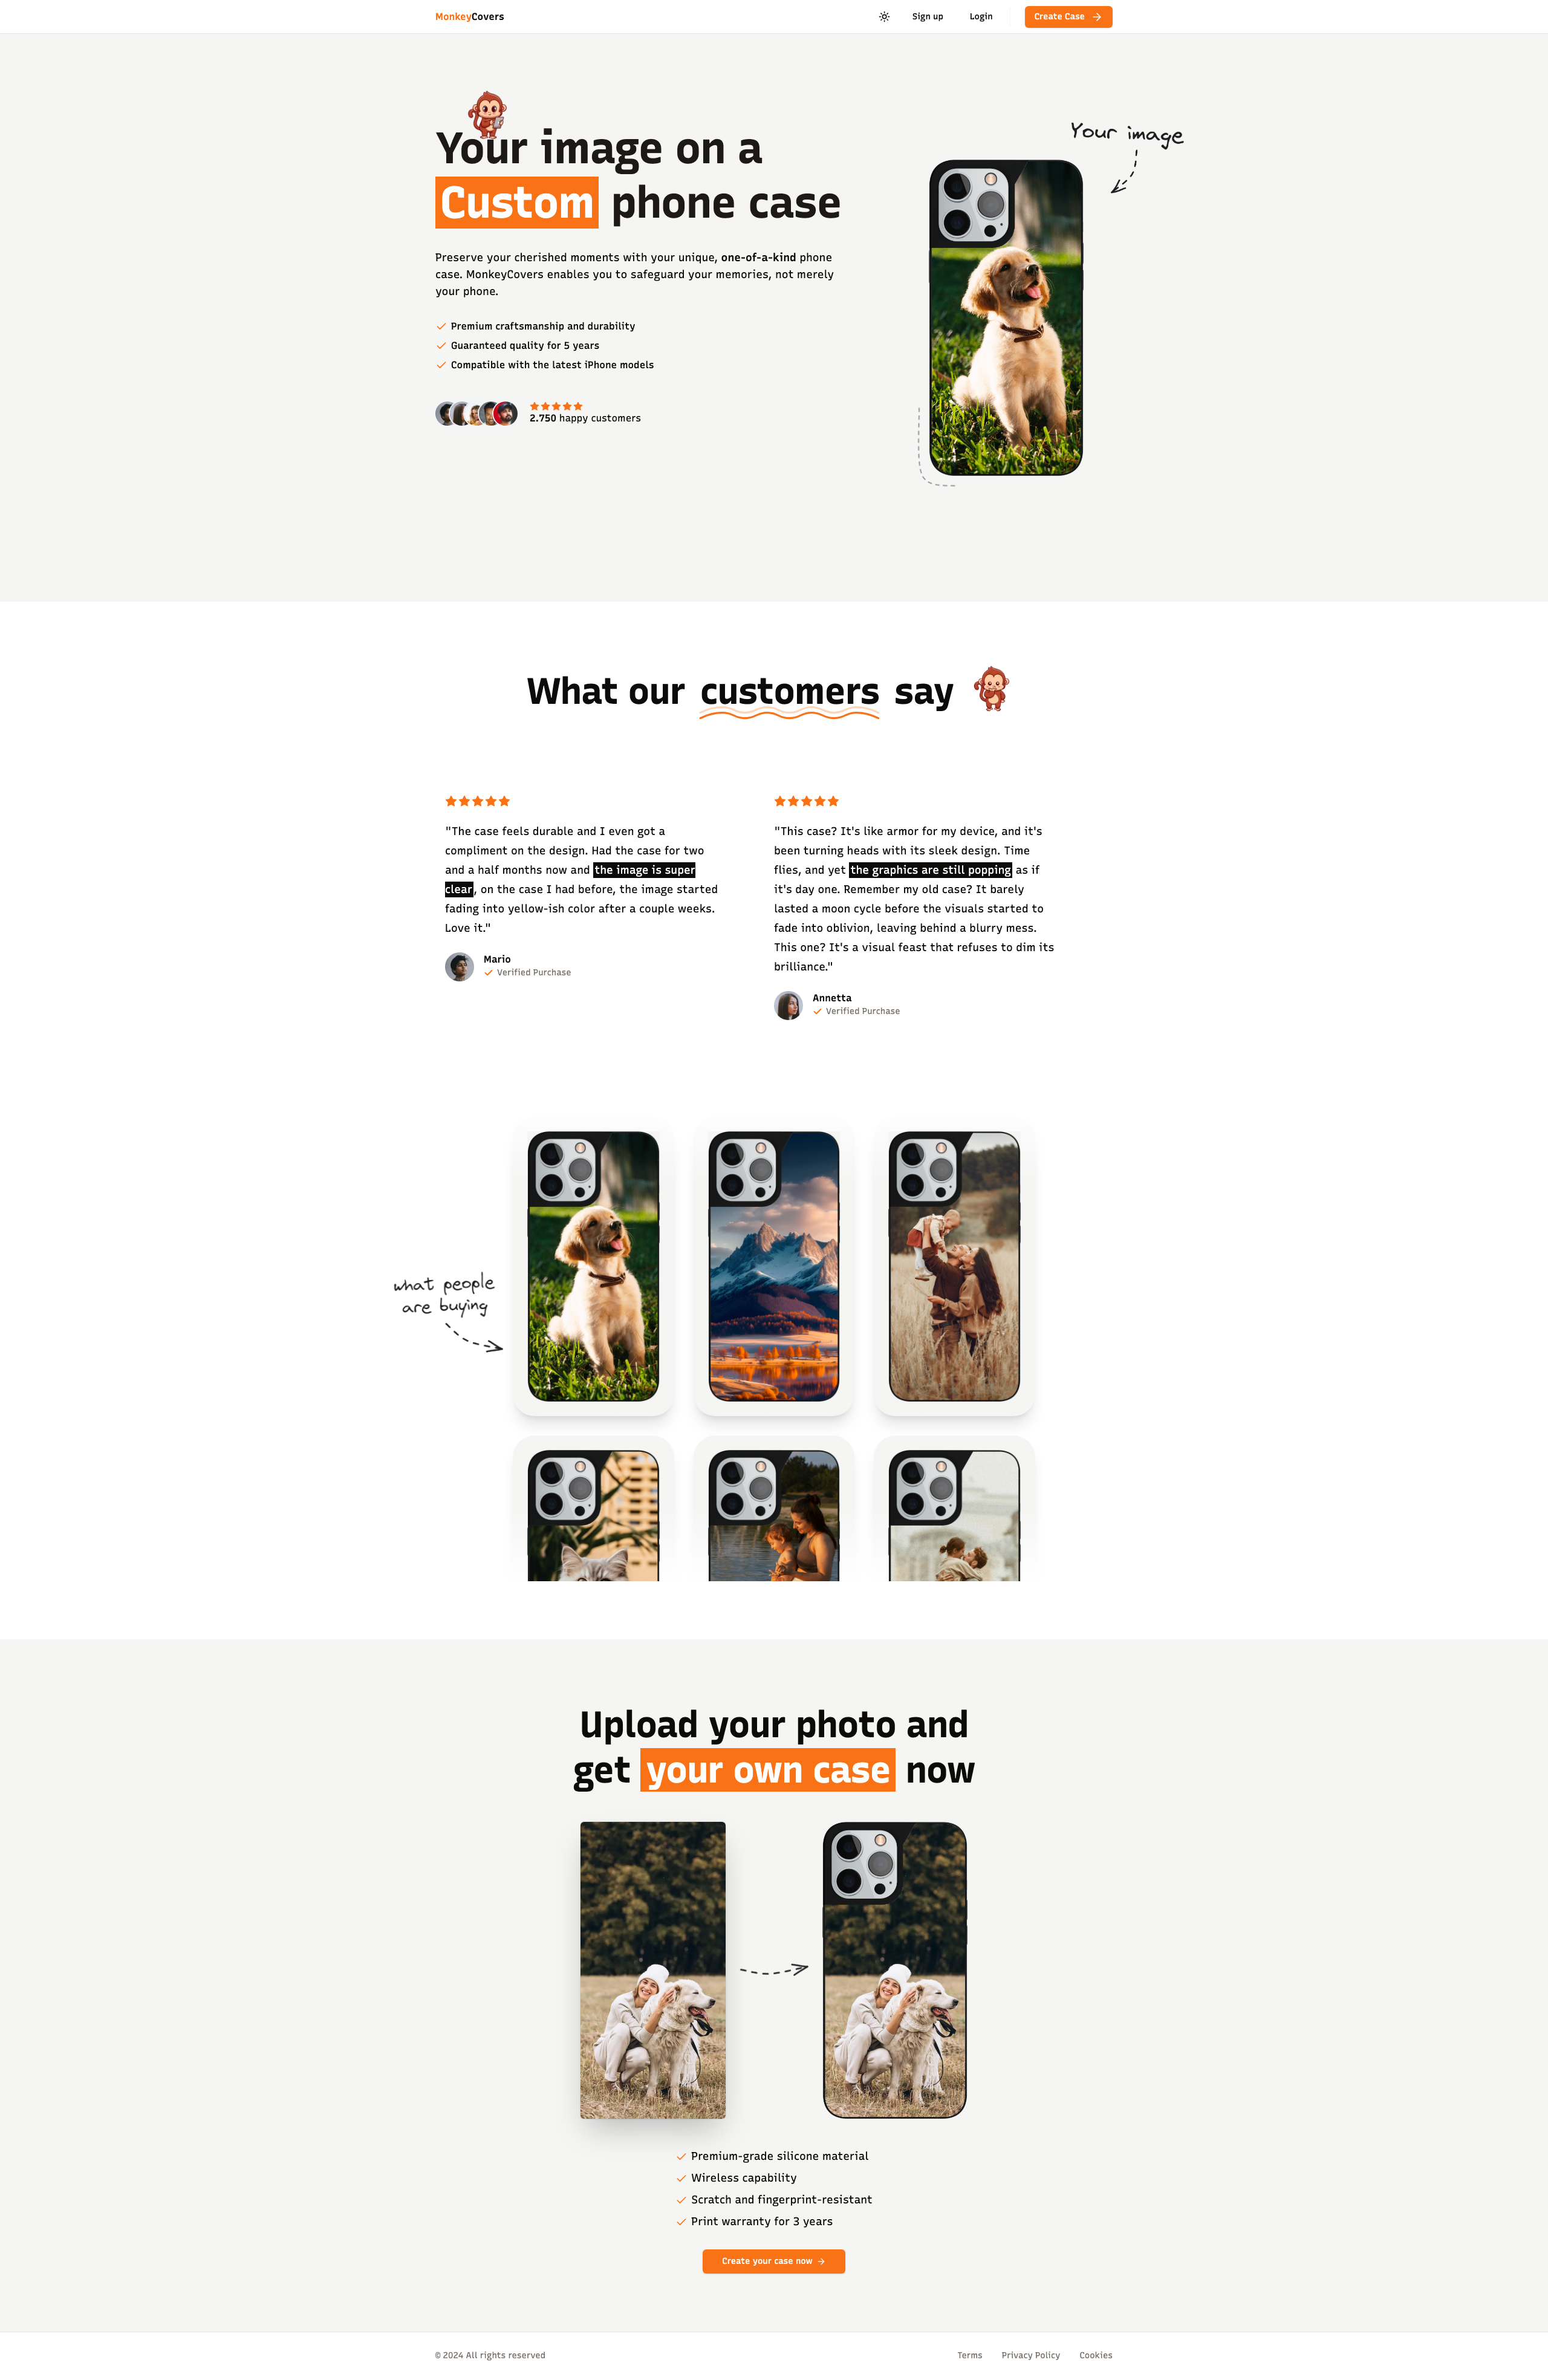 MonkeyCovers
Sign up
Login
Create Case
Your image on a
Custom phone case
Your image
Preserve your cherished moments with your unique, one-of-a-kind phone
case. MonkeyCovers enables you to safeguard your memories, not merely
your phone.
Premium craftsmanship and durability
Guaranteed quality for 5 years
Compatible with the latest iPhone models
2.750 happy customers
What our customers say
"The case feels durable and I even got a
compliment on the design. Had the case for two
and a half months now and the image is super
clear, on the case I had before, the image started
fading into yellow-ish color after a couple weeks.
Love it."
Mario
Verified Purchase
"This case? It's like armor for my device, and it's
been turning heads with its sleek design. Time
flies, and yet the graphics are still popping as if
it's day one. Remember my old case? It barely
lasted a moon cycle before the visuals started to
fade into oblivion, leaving behind a blurry mess.
This one? It's a visual feast that refuses to dim its
brilliance."
Annetta
Verified Purchase
what people
are buying
Upload your photo and
get your own case now
Premium-grade silicone material
Wireless capability
Scratch and fingerprint-resistant
Print warranty for 3 years
Create your case now
© 2024 All rights reserved
Terms
Privacy Policy
Cookies